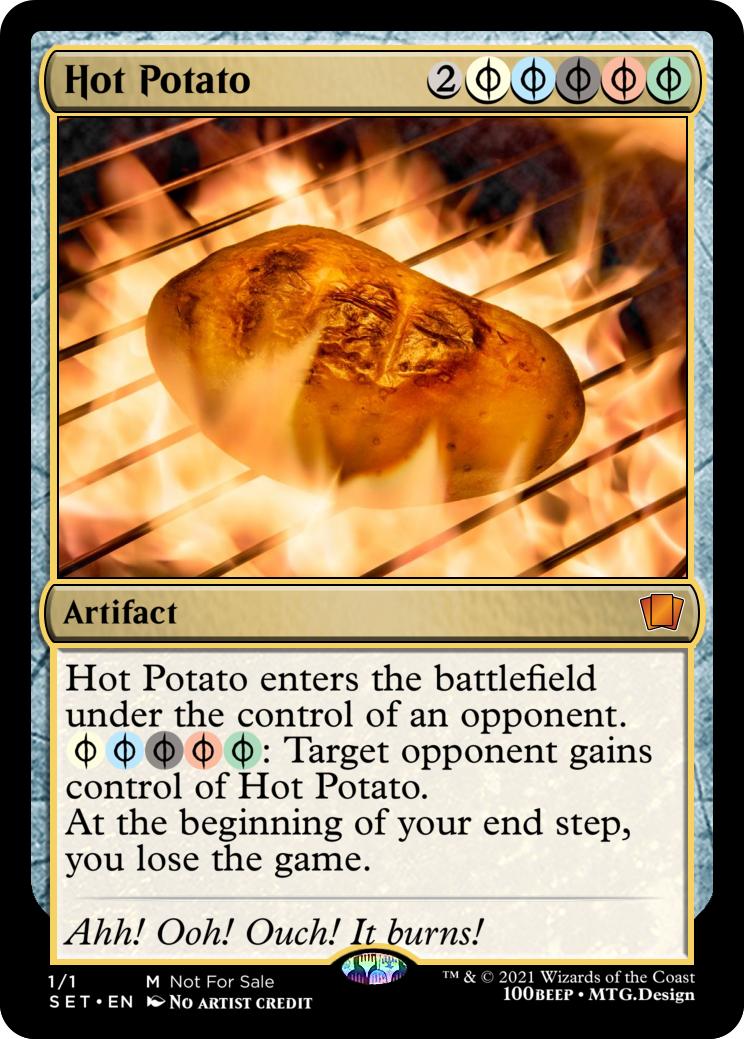 Hot Potato 2
Artifact
Hot Potato enters the battlefield
under the control of an opponent.
: Target opponent gains
control of Hot Potato.
At the beginning of your end step,
you lose the game.
Ahh! Ooh! Ouch! It burns!
1/1 M Not For Sale ™ & © 2021 Wizards of the Coast
SET • EN No artist credit 100BEEP • MTG.Design